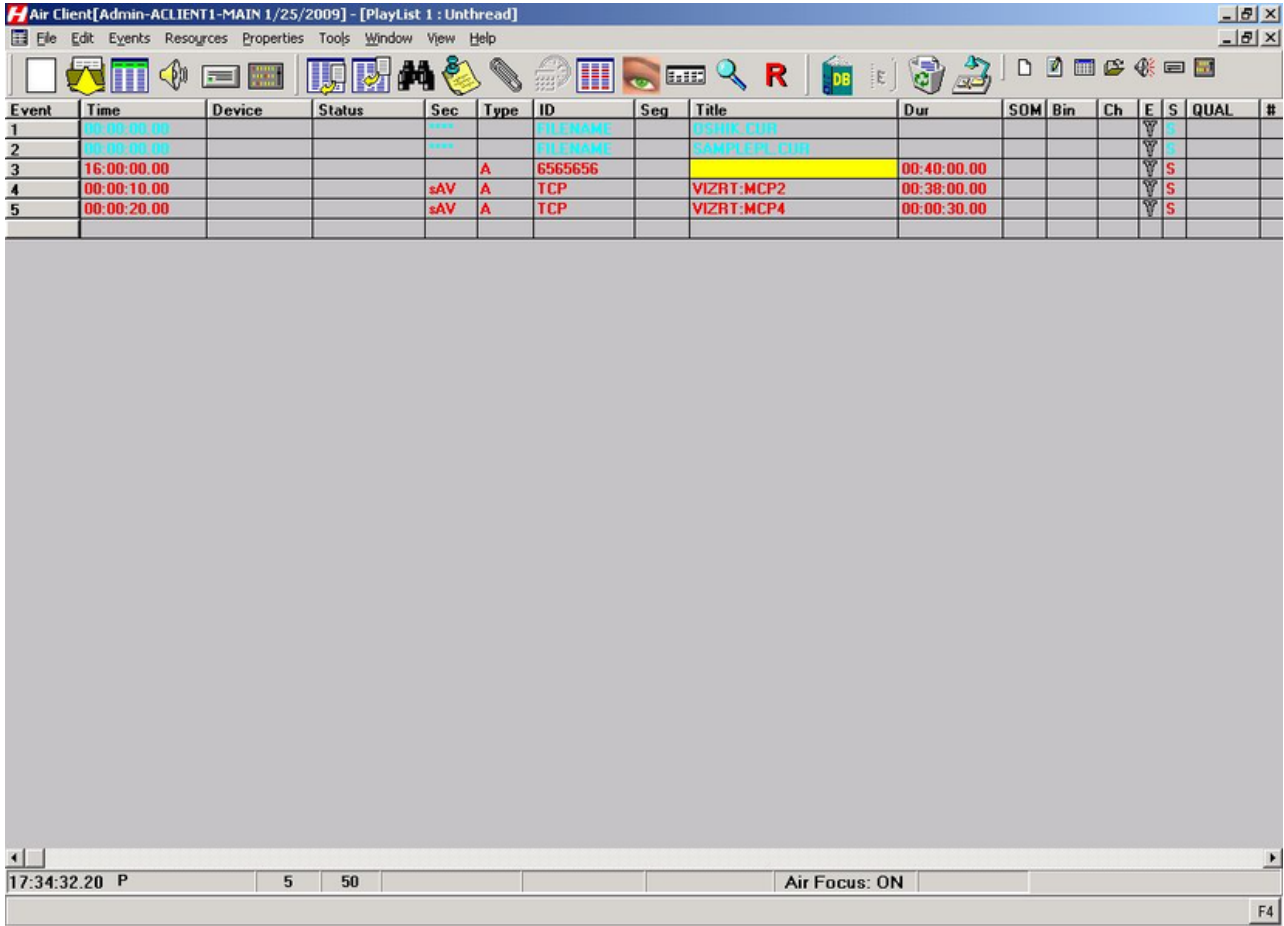 Air Client[Admin-ACLIENT1-MAIN 1/25/2009] - [PlayList 1 : Unthread]
File Edit Events Resources Properties Tools Window View Help
R DB E
Event Time Device Status Sec Type ID Seg Title Dur SOM Bin Ch E S QUAL #
1 00:00:00.00 **** FILENAME OSHIK.CUR S
2 00:00:00.00 **** FILENAME SAMPLEPL.CUR S
3 16:00:00.00 A 6565656 00:40:00.00 S
4 00:00:10.00 sAV A TCP VIZRT:MCP2 00:38:00.00 S
5 00:00:20.00 sAV A TCP VIZRT:MCP4 00:00:30.00 S
17:34:32.20 P 5 50 Air Focus: ON
F4